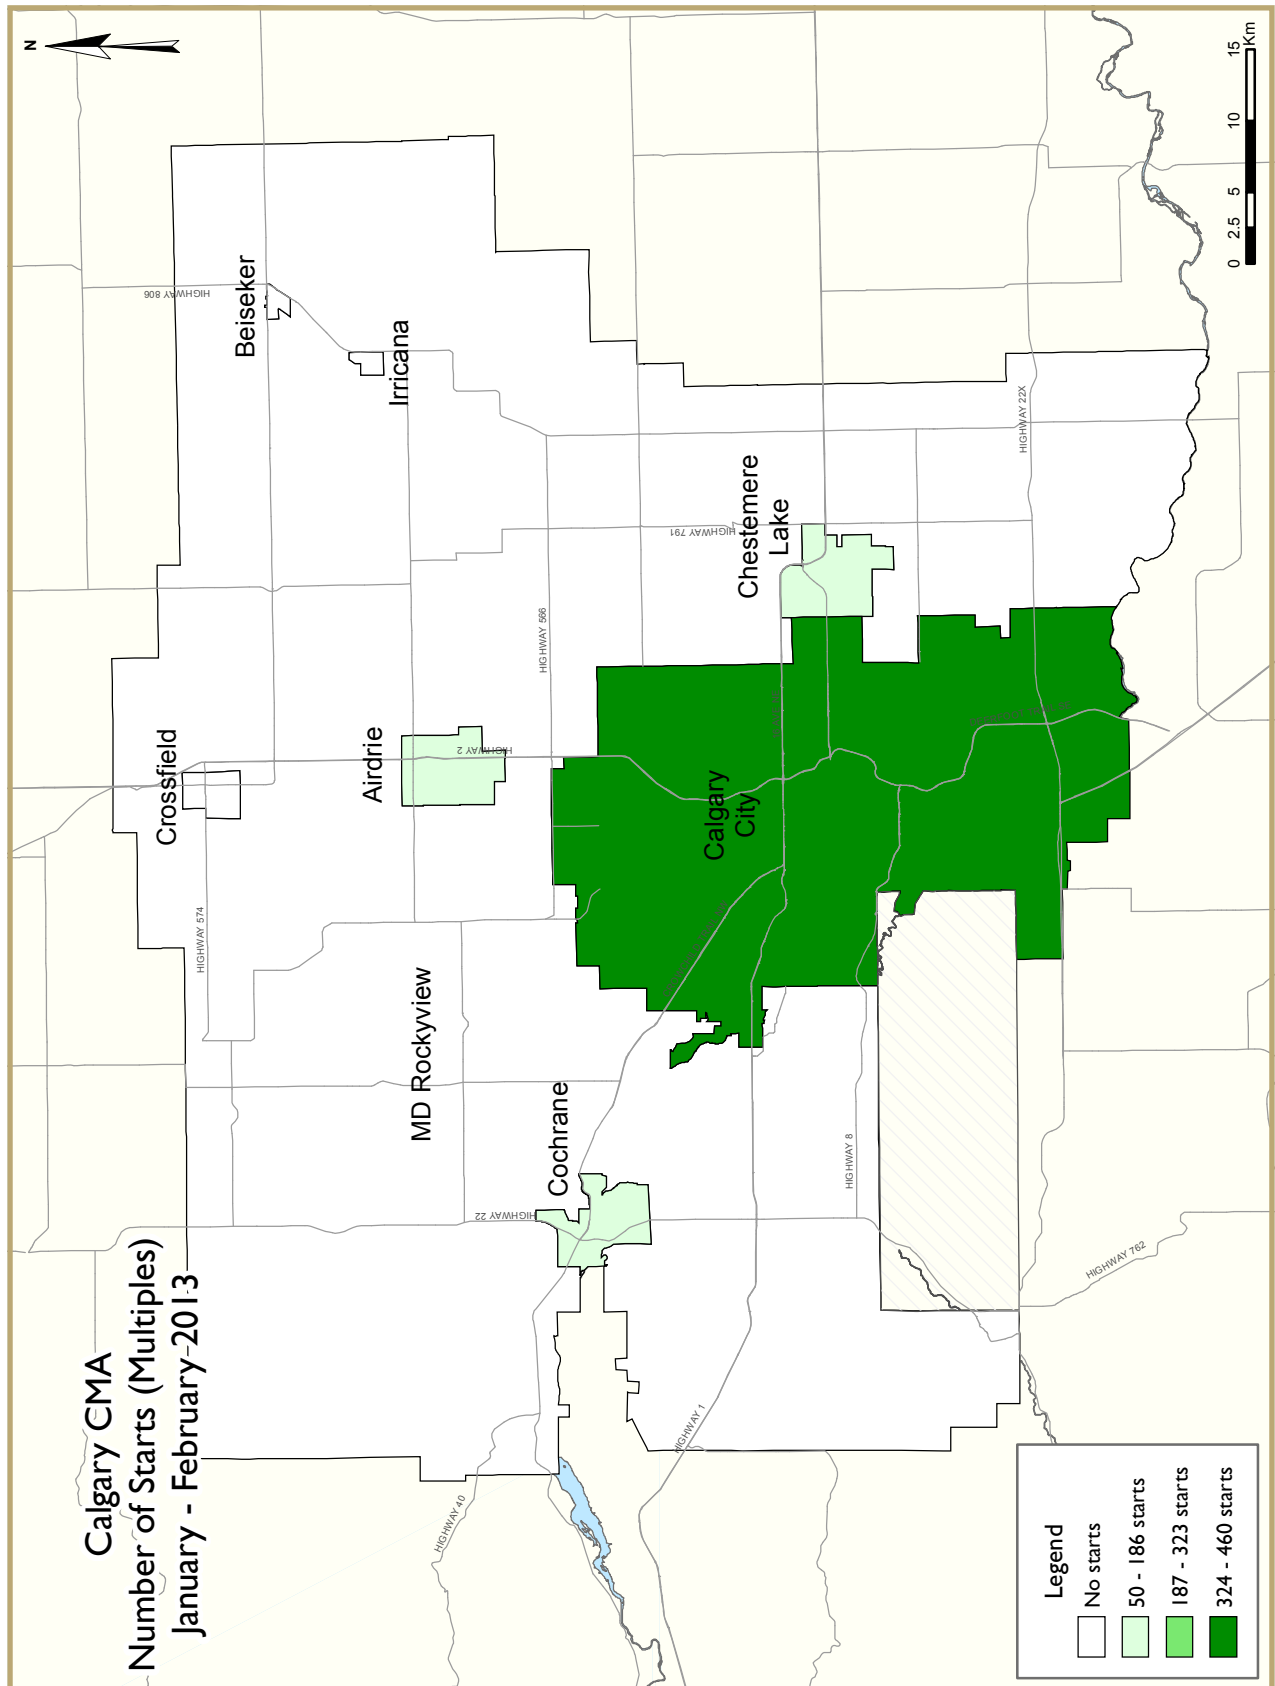 Calgary CMA
Number of Starts (Multiples)
January - February 2013
N
Crossfield
Beiseker
Irricana
Airdrie
MD Rockyview
Cochrane
Chestemere
Lake
Calgary
City
HIGHWAY 806
HIGHWAY 574
HIGHWAY 566
HIGHWAY 2
HIGHWAY 791
HIGHWAY 22X
HIGHWAY 22
HIGHWAY 8
HIGHWAY 1
HIGHWAY 40
HIGHWAY 762
Legend
No starts
50 - 186 starts
187 - 323 starts
324 - 460 starts
0 2.5 5 10 15
Km